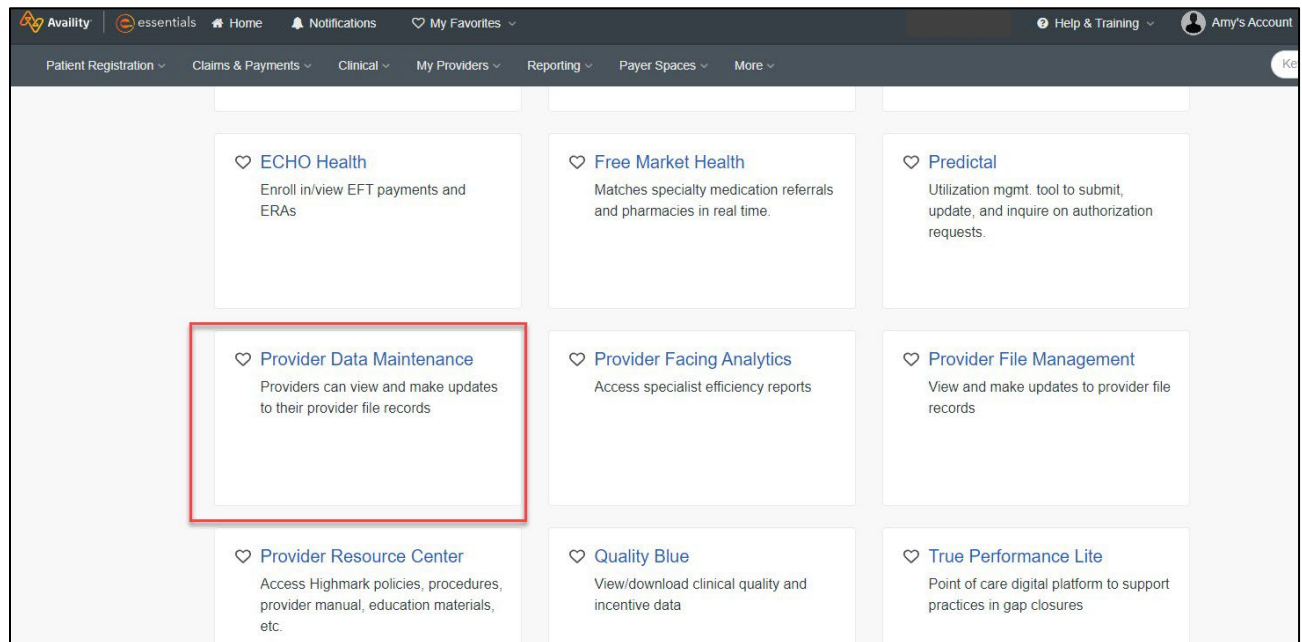 Availity essentials Home Notifications My Favorites Help & Training Amy's Account
Patient Registration Claims & Payments Clinical My Providers Reporting Payer Spaces More Ke
ECHO Health
Enroll in/view EFT payments and
ERAs
Free Market Health
Matches specialty medication referrals
and pharmacies in real time.
Predictal
Utilization mgmt. tool to submit,
update, and inquire on authorization
requests.
Provider Data Maintenance
Providers can view and make updates
to their provider file records
Provider Facing Analytics
Access specialist efficiency reports
Provider File Management
View and make updates to provider file
records
Provider Resource Center
Access Highmark policies, procedures,
provider manual, education materials,
etc.
Quality Blue
View/download clinical quality and
incentive data
True Performance Lite
Point of care digital platform to support
practices in gap closures